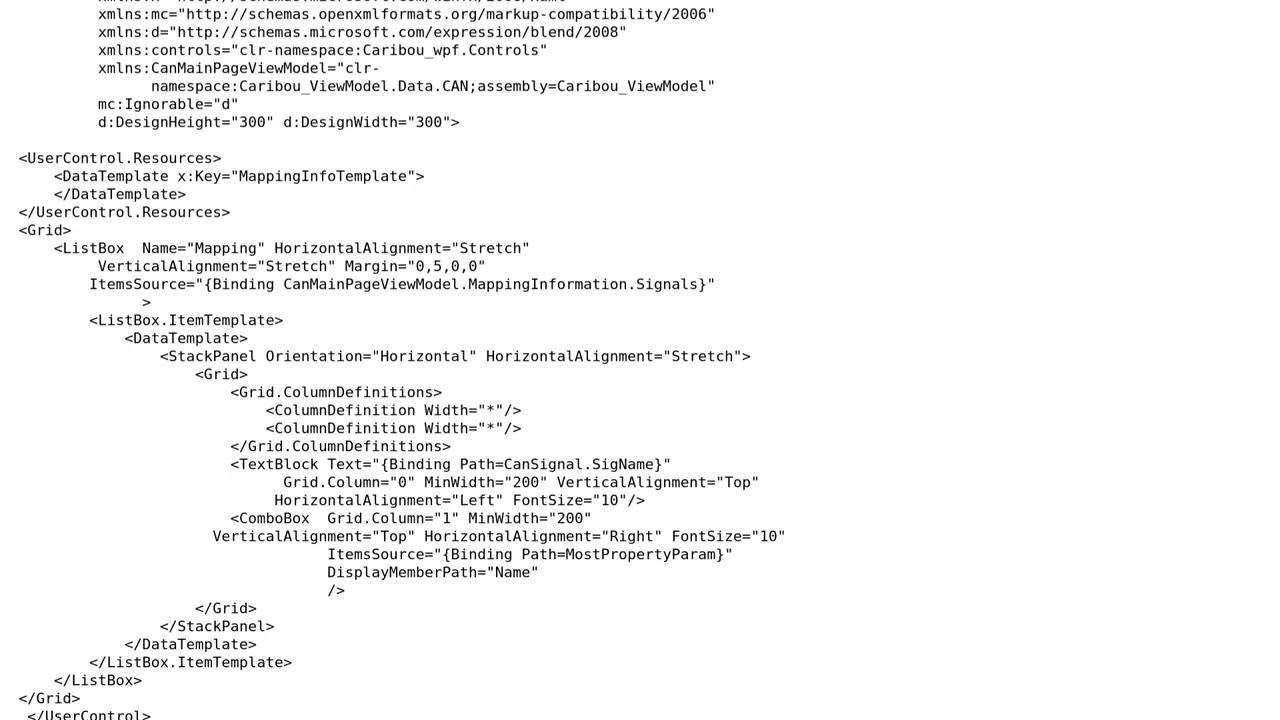 xmlns:mc="http://schemas.openxmlformats.org/markup-compatibility/2006"
xmlns:d="http://schemas.microsoft.com/expression/blend/2008"
xmlns:controls="clr-namespace:Caribou_wpf.Controls"
xmlns:CanMainPageViewModel="clr-
namespace:Caribou_ViewModel.Data.CAN;assembly=Caribou_ViewModel"
mc:Ignorable="d"
d:DesignHeight="300" d:DesignWidth="300">
<UserControl.Resources>
<DataTemplate x:Key="MappingInfoTemplate">
</DataTemplate>
</UserControl.Resources>
<Grid>
<ListBox  Name="Mapping" HorizontalAlignment="Stretch"
VerticalAlignment="Stretch" Margin="0,5,0,0"
ItemsSource="{Binding CanMainPageViewModel.MappingInformation.Signals}"
>
<ListBox.ItemTemplate>
<DataTemplate>
<StackPanel Orientation="Horizontal" HorizontalAlignment="Stretch">
<Grid>
<Grid.ColumnDefinitions>
<ColumnDefinition Width="*"/>
<ColumnDefinition Width="*"/>
</Grid.ColumnDefinitions>
<TextBlock Text="{Binding Path=CanSignal.SigName}"
Grid.Column="0" MinWidth="200" VerticalAlignment="Top"
HorizontalAlignment="Left" FontSize="10"/>
<ComboBox  Grid.Column="1" MinWidth="200"
VerticalAlignment="Top" HorizontalAlignment="Right" FontSize="10"
ItemsSource="{Binding Path=MostPropertyParam}"
DisplayMemberPath="Name"
/>
</Grid>
</StackPanel>
</DataTemplate>
</ListBox.ItemTemplate>
</ListBox>
</Grid>
</UserControl>